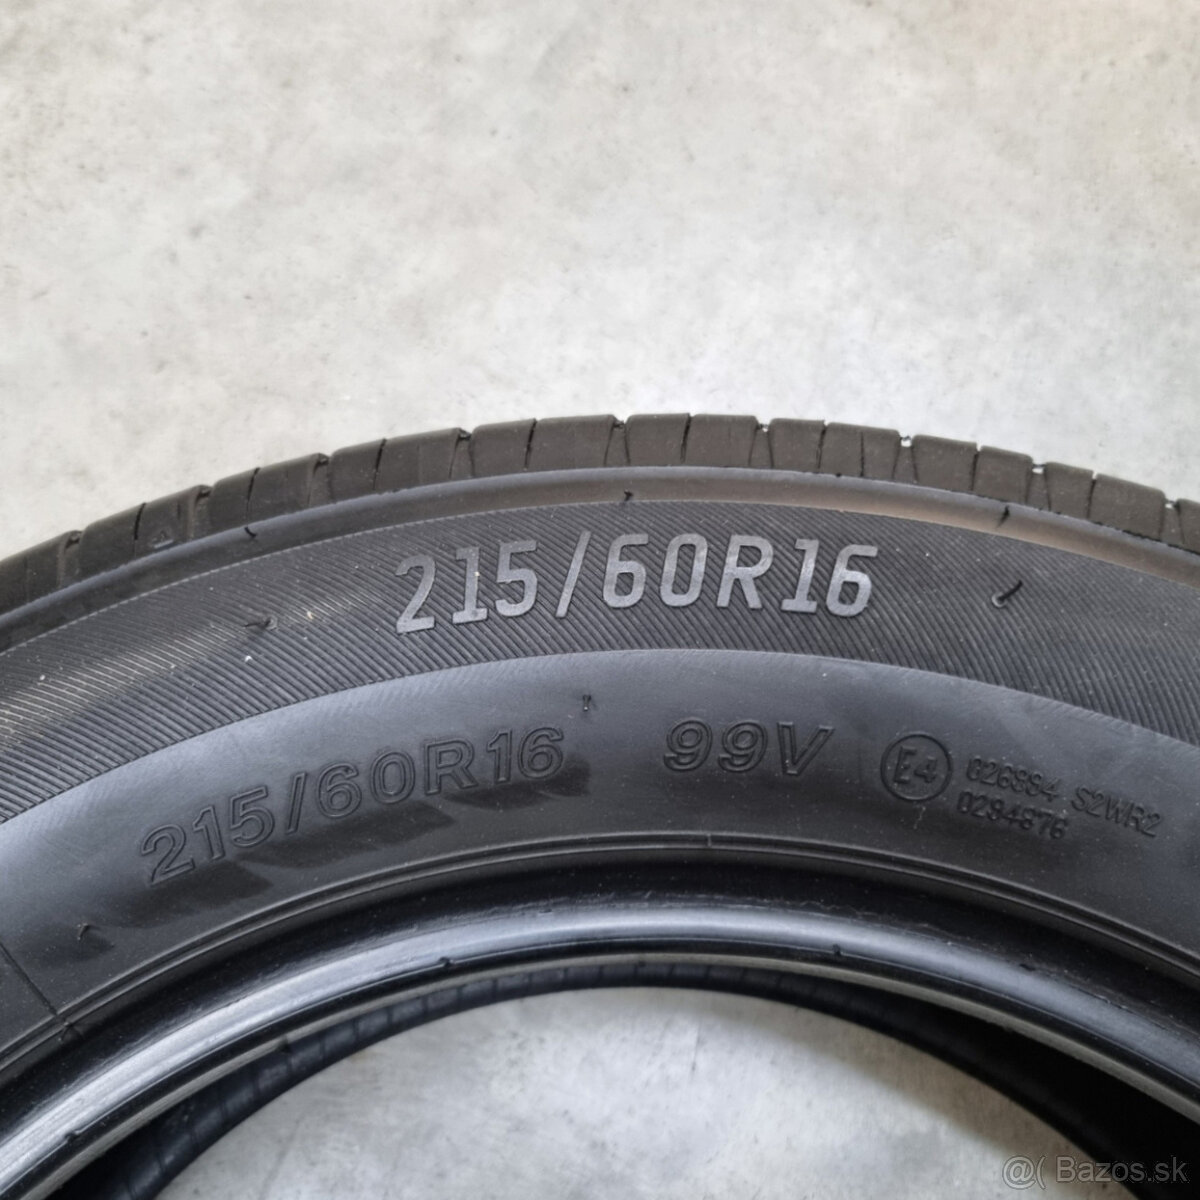 215/60R16
215/60R16 99V E4 026894 S2WR2
0294876
@( Bazos.sk